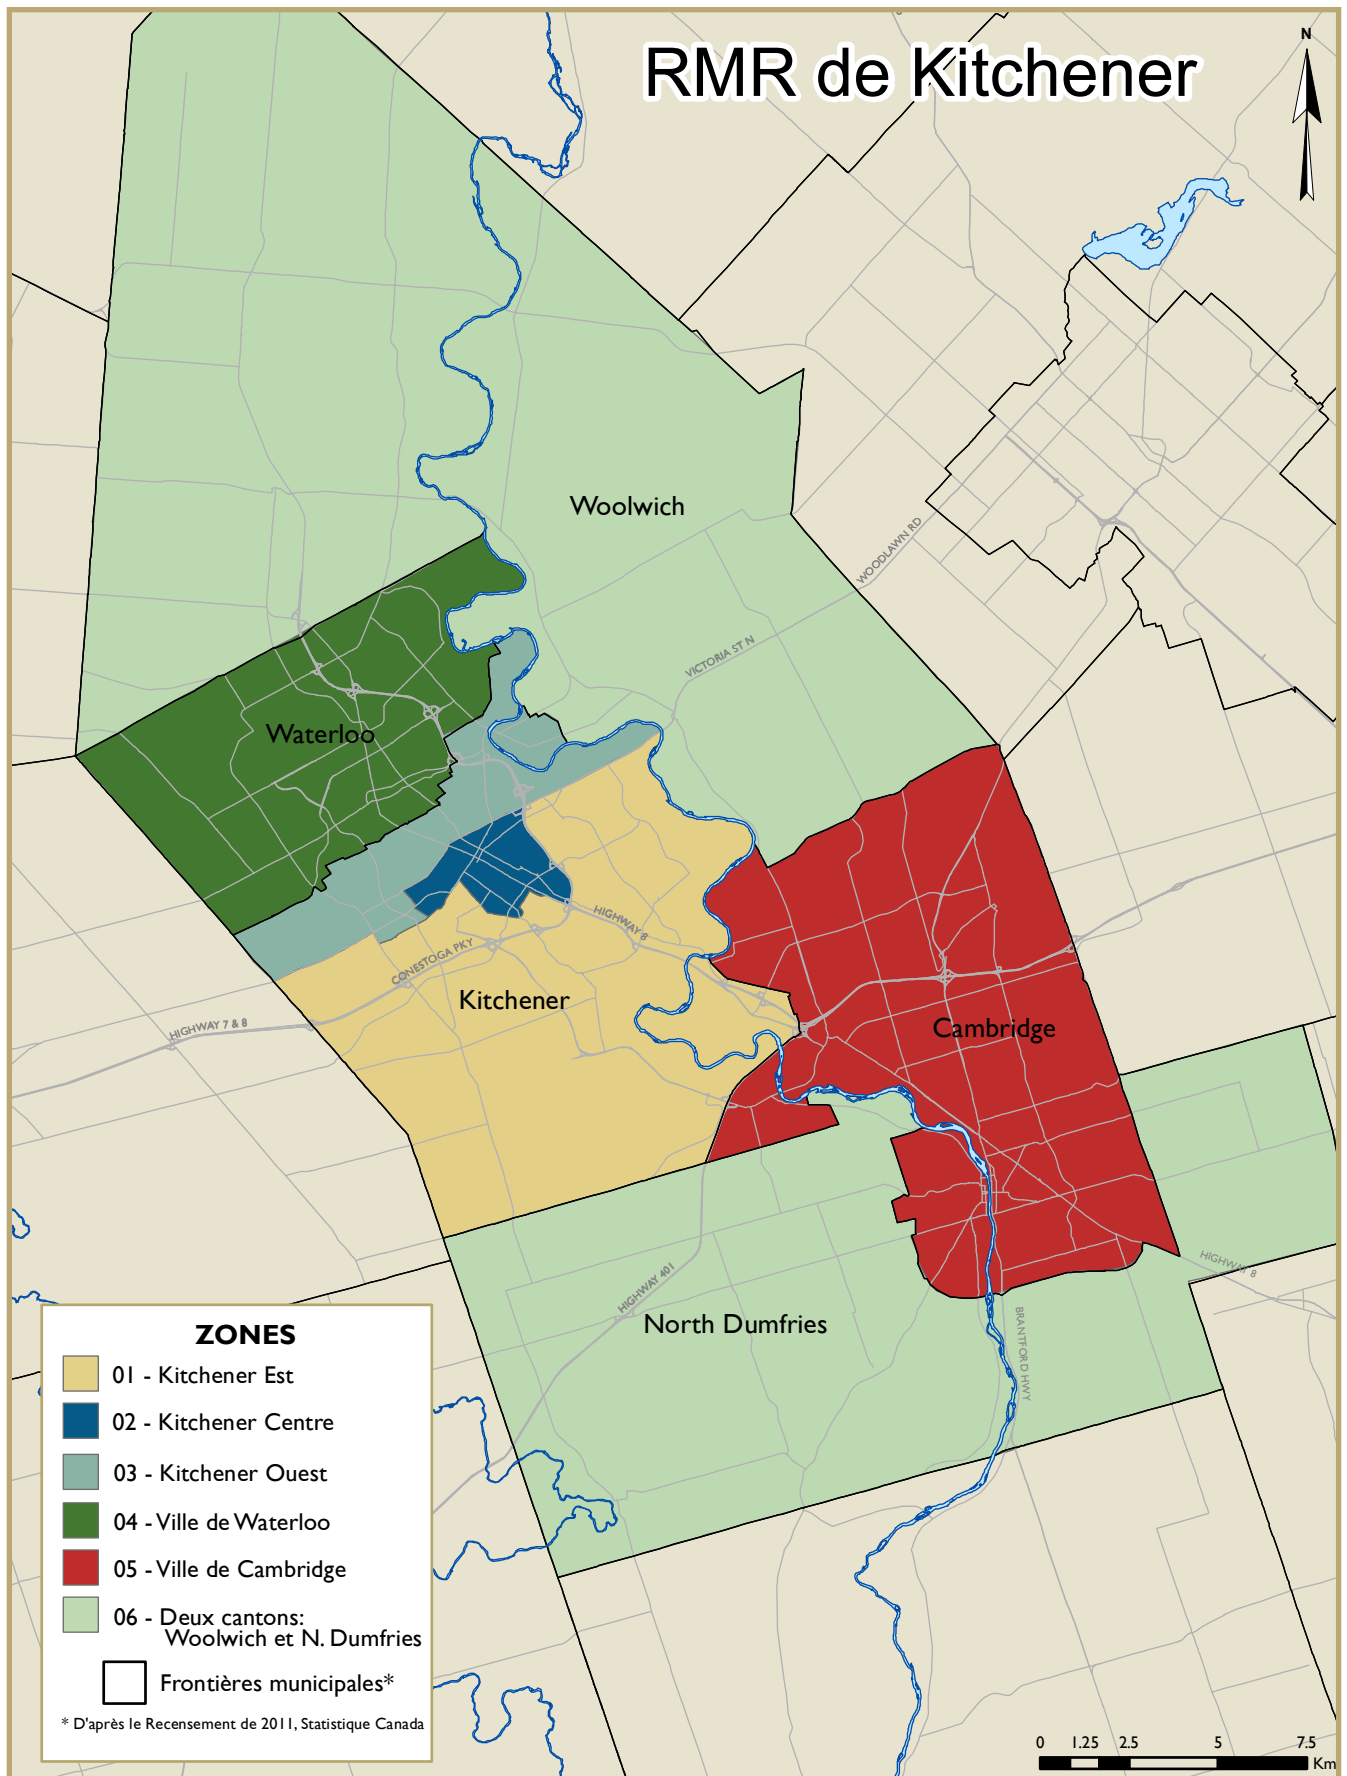 RMR de Kitchener
N
Woolwich
WOODLAWN RD
VICTORIA ST N
Waterloo
HIGHWAY 8
CONESTOGA PKY
Kitchener
HIGHWAY 7 & 8
Cambridge
HIGHWAY 8
HIGHWAY 401
North Dumfries
BRANTFORD HWY
ZONES
01 - Kitchener Est
02 - Kitchener Centre
03 - Kitchener Ouest
04 - Ville de Waterloo
05 - Ville de Cambridge
06 - Deux cantons:
Woolwich et N. Dumfries
Frontières municipales*
* D'après le Recensement de 2011, Statistique Canada
0 1.25 2.5 5 7.5
Km